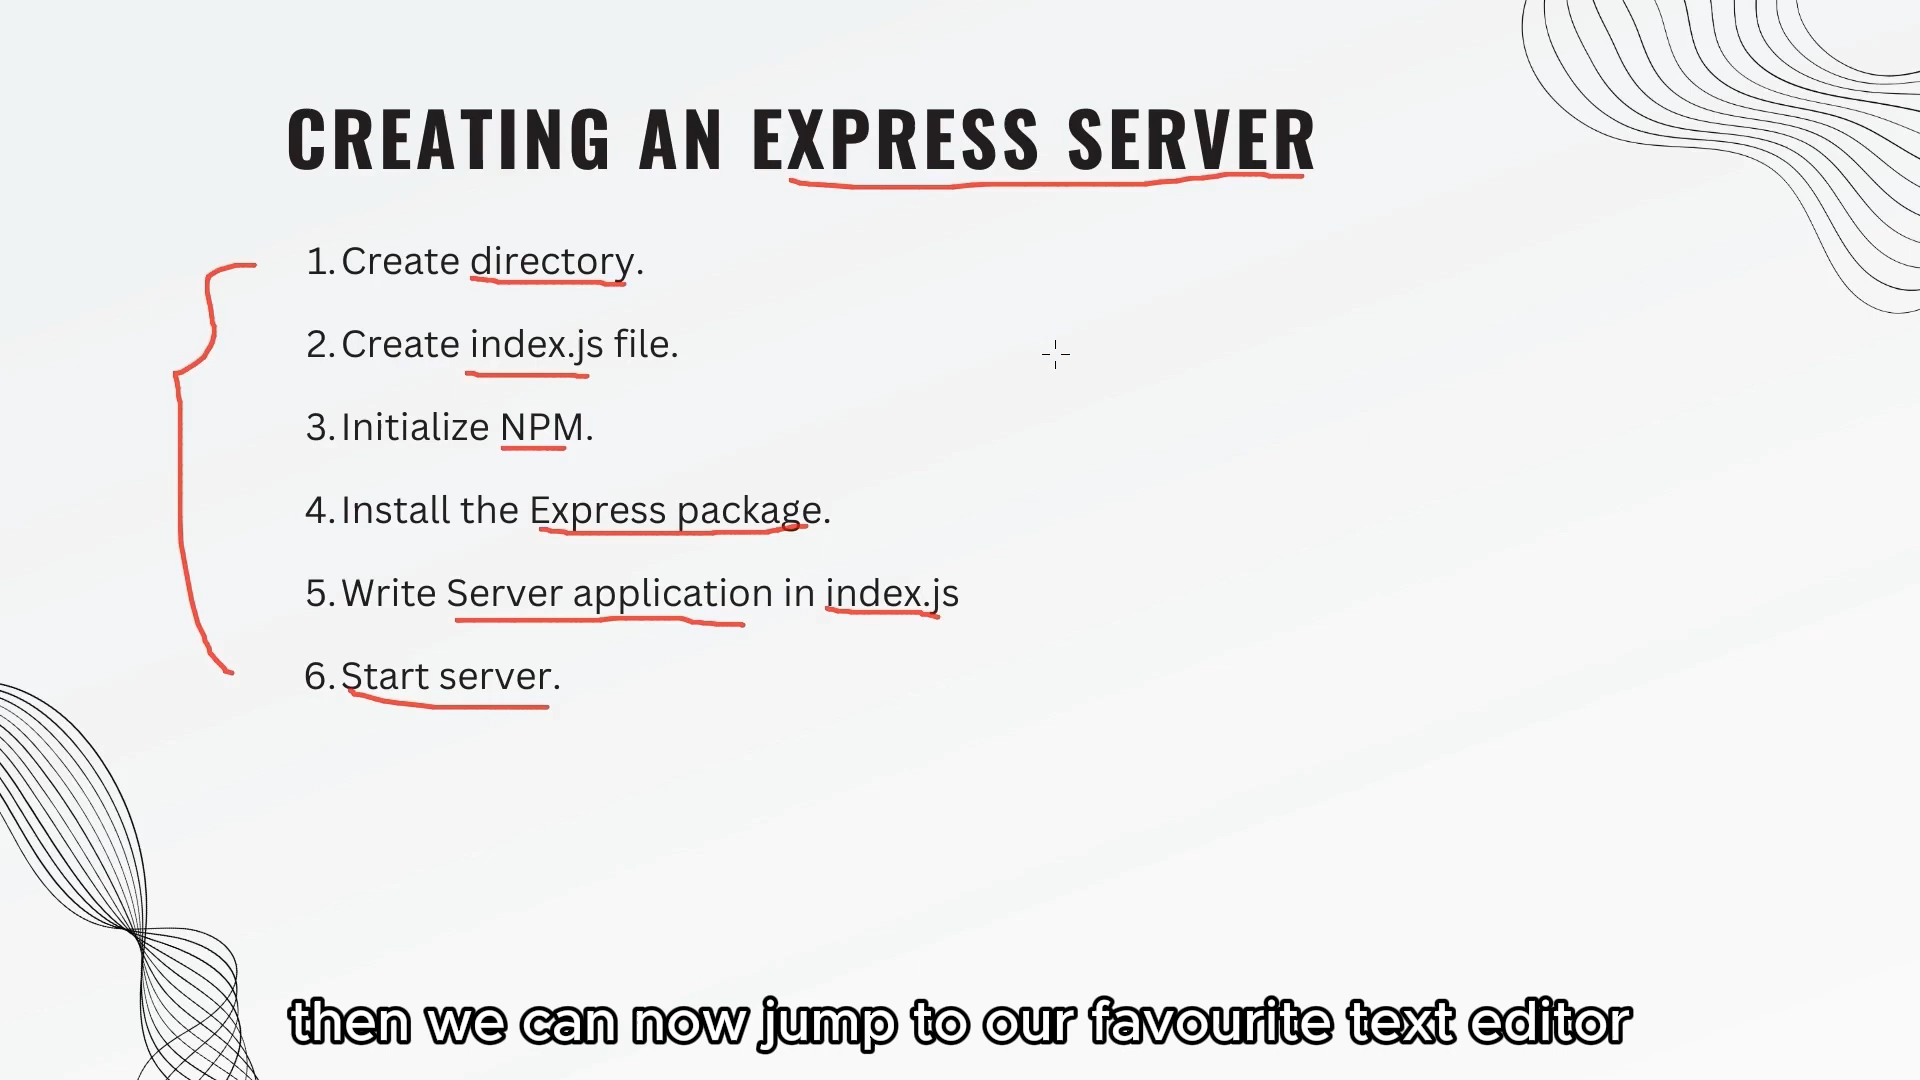 CREATING AN EXPRESS SERVER
1. Create directory.
2. Create index.js file.
3. Initialize NPM.
4. Install the Express package.
5. Write Server application in index.js
6. Start server.
then we can now jump to our favourite text editor